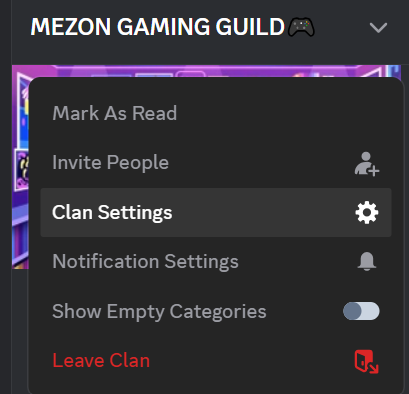 MEZON GAMING GUILD🎮
Mark As Read
Invite People
Clan Settings
Notification Settings
Show Empty Categories
Leave Clan